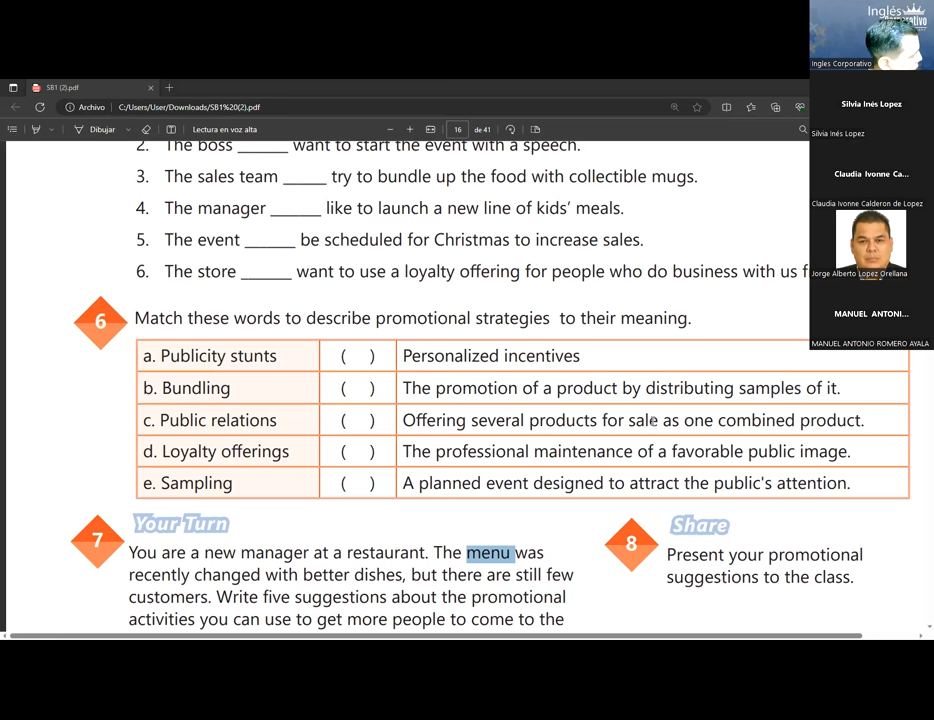 Inglés
Corporativo
Ingles Corporativo
SB1 (2).pdf
Archivo C:/Users/User/Downloads/SB1%20(2).pdf
Dibujar Lectura en voz alta 16 de 41
Silvia Inés Lopez
Silvia Inés Lopez
Claudia Ivonne Ca...
Claudia Ivonne Calderon de Lopez
Jorge Alberto Lopez Orellana
MANUEL ANTONI...
MANUEL ANTONIO ROMERO AYALA
2. The boss ______ want to start the event with a speech.
3. The sales team _____ try to bundle up the food with collectible mugs.
4. The manager ______ like to launch a new line of kids' meals.
5. The event ______ be scheduled for Christmas to increase sales.
6. The store ______ want to use a loyalty offering for people who do business with us f
6 Match these words to describe promotional strategies to their meaning.
a. Publicity stunts ( ) Personalized incentives
b. Bundling ( ) The promotion of a product by distributing samples of it.
c. Public relations ( ) Offering several products for sale as one combined product.
d. Loyalty offerings ( ) The professional maintenance of a favorable public image.
e. Sampling ( ) A planned event designed to attract the public's attention.
7 Your Turn
You are a new manager at a restaurant. The menu was
recently changed with better dishes, but there are still few
customers. Write five suggestions about the promotional
activities you can use to get more people to come to the
8 Share
Present your promotional
suggestions to the class.